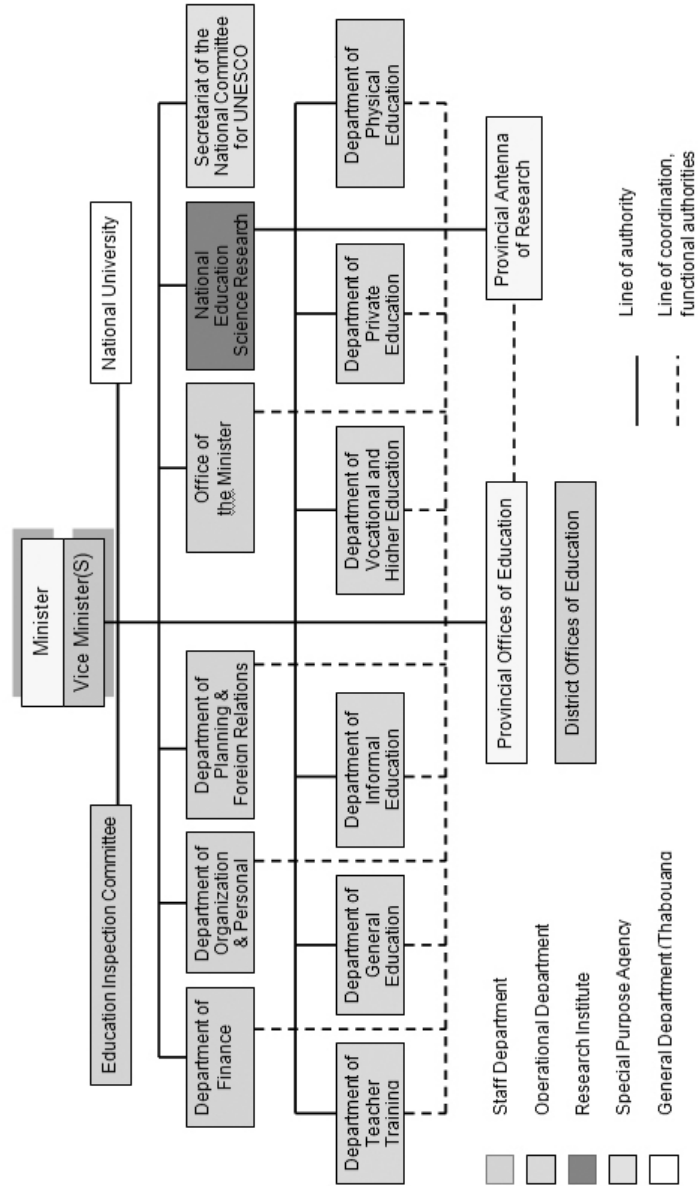 Minister
Vice Minister(S)
Education Inspection Committee
National University
Department of
Finance
Department of
Organization
& Personal
Department of
Planning &
Foreign Relations
Office of
the Minister
National
Education
Science Research
Secretariat of the
National Committee
for UNESCO
Department of
Teacher
Training
Department of
General
Education
Department of
Informal
Education
Department of
Vocational and
Higher Education
Department of
Private
Education
Department of
Physical
Education
Provincial Offices of Education
Provincial Antenna
of Research
District Offices of Education
Staff Department
Operational Department
Research Institute
Special Purpose Agency
General Department (Thabouang
Line of authority
Line of coordination,
functional authorities